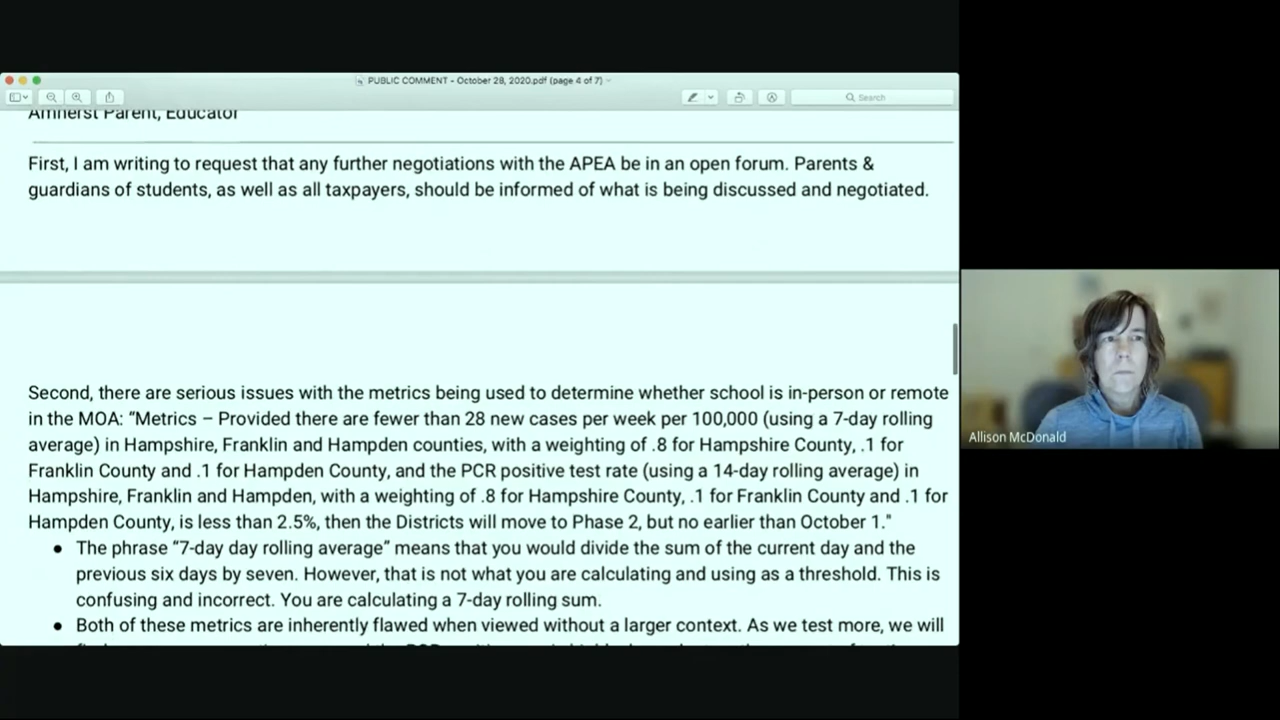 PUBLIC COMMENT - October 28, 2020.pdf (page 4 of 7)
Search
Amherst Parent, Educator
First, I am writing to request that any further negotiations with the APEA be in an open forum. Parents &
guardians of students, as well as all taxpayers, should be informed of what is being discussed and negotiated.
Second, there are serious issues with the metrics being used to determine whether school is in-person or remote
in the MOA: “Metrics – Provided there are fewer than 28 new cases per week per 100,000 (using a 7-day rolling
average) in Hampshire, Franklin and Hampden counties, with a weighting of .8 for Hampshire County, .1 for
Franklin County and .1 for Hampden County, and the PCR positive test rate (using a 14-day rolling average) in
Hampshire, Franklin and Hampden, with a weighting of .8 for Hampshire County, .1 for Franklin County and .1 for
Hampden County, is less than 2.5%, then the Districts will move to Phase 2, but no earlier than October 1."
• The phrase “7-day day rolling average” means that you would divide the sum of the current day and the
previous six days by seven. However, that is not what you are calculating and using as a threshold. This is
confusing and incorrect. You are calculating a 7-day rolling sum.
• Both of these metrics are inherently flawed when viewed without a larger context. As we test more, we will
Allison McDonald